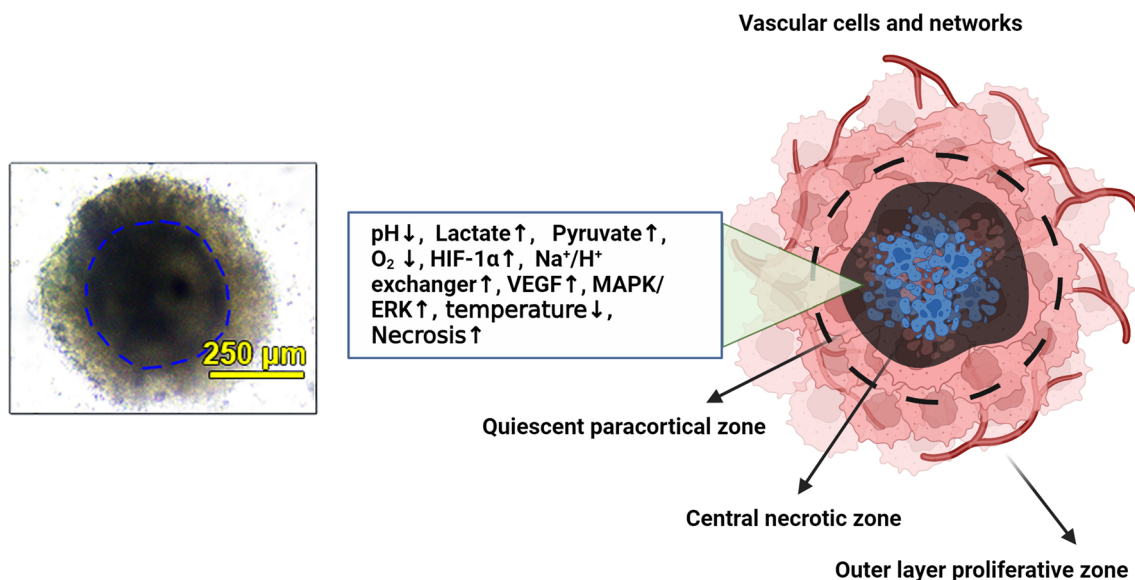 Vascular cells and networks
250 μm
pH↓, Lactate↑, Pyruvate↑,
O₂ ↓, HIF-1α↑, Na⁺/H⁺
exchanger↑, VEGF↑, MAPK/
ERK↑, temperature↓,
Necrosis↑
Quiescent paracortical zone
Central necrotic zone
Outer layer proliferative zone